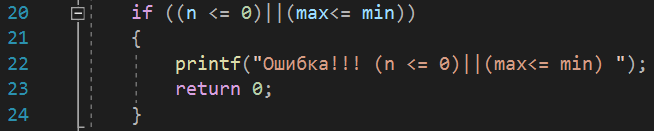 20 if ((n <= 0)||(max<= min))
21 {
22 printf("Ошибка!!! (n <= 0)||(max<= min) ");
23 return 0;
24 }